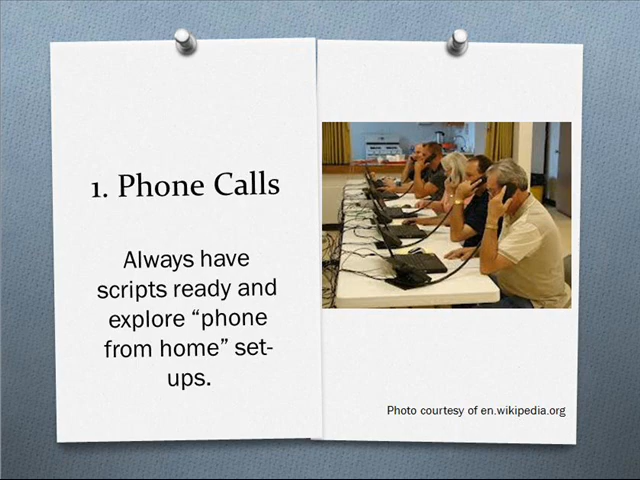 1. Phone Calls
Always have
scripts ready and
explore “phone
from home” set-
ups.
Photo courtesy of en.wikipedia.org